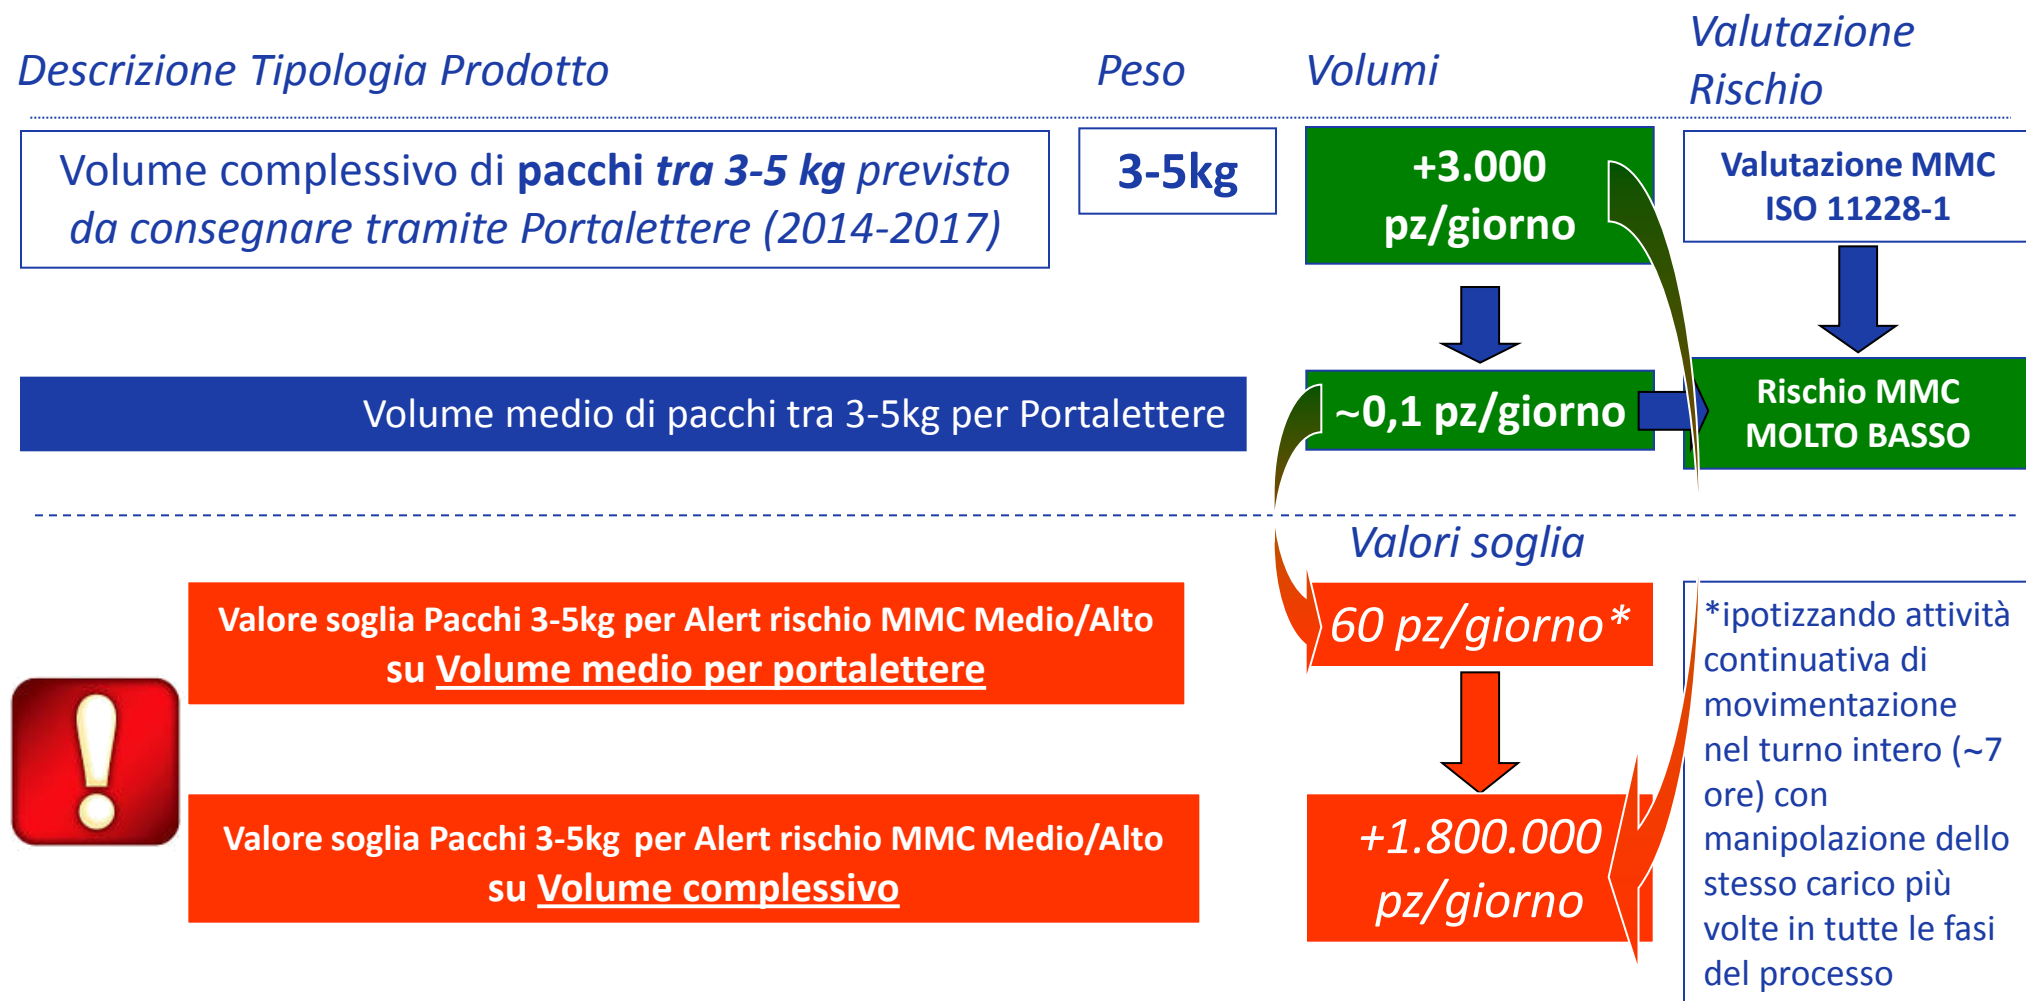 Descrizione Tipologia Prodotto
Peso
Volumi
Valutazione
Rischio
Volume complessivo di pacchi tra 3-5 kg previsto
da consegnare tramite Portalettere (2014-2017)
3-5kg
+3.000
pz/giorno
Valutazione MMC
ISO 11228-1
Volume medio di pacchi tra 3-5kg per Portalettere
~0,1 pz/giorno
Rischio MMC
MOLTO BASSO
Valori soglia
Valore soglia Pacchi 3-5kg per Alert rischio MMC Medio/Alto
su Volume medio per portalettere
60 pz/giorno*
Valore soglia Pacchi 3-5kg per Alert rischio MMC Medio/Alto
su Volume complessivo
+1.800.000
pz/giorno
*ipotizzando attività
continuativa di
movimentazione
nel turno intero (~7
ore) con
manipolazione dello
stesso carico più
volte in tutte le fasi
del processo